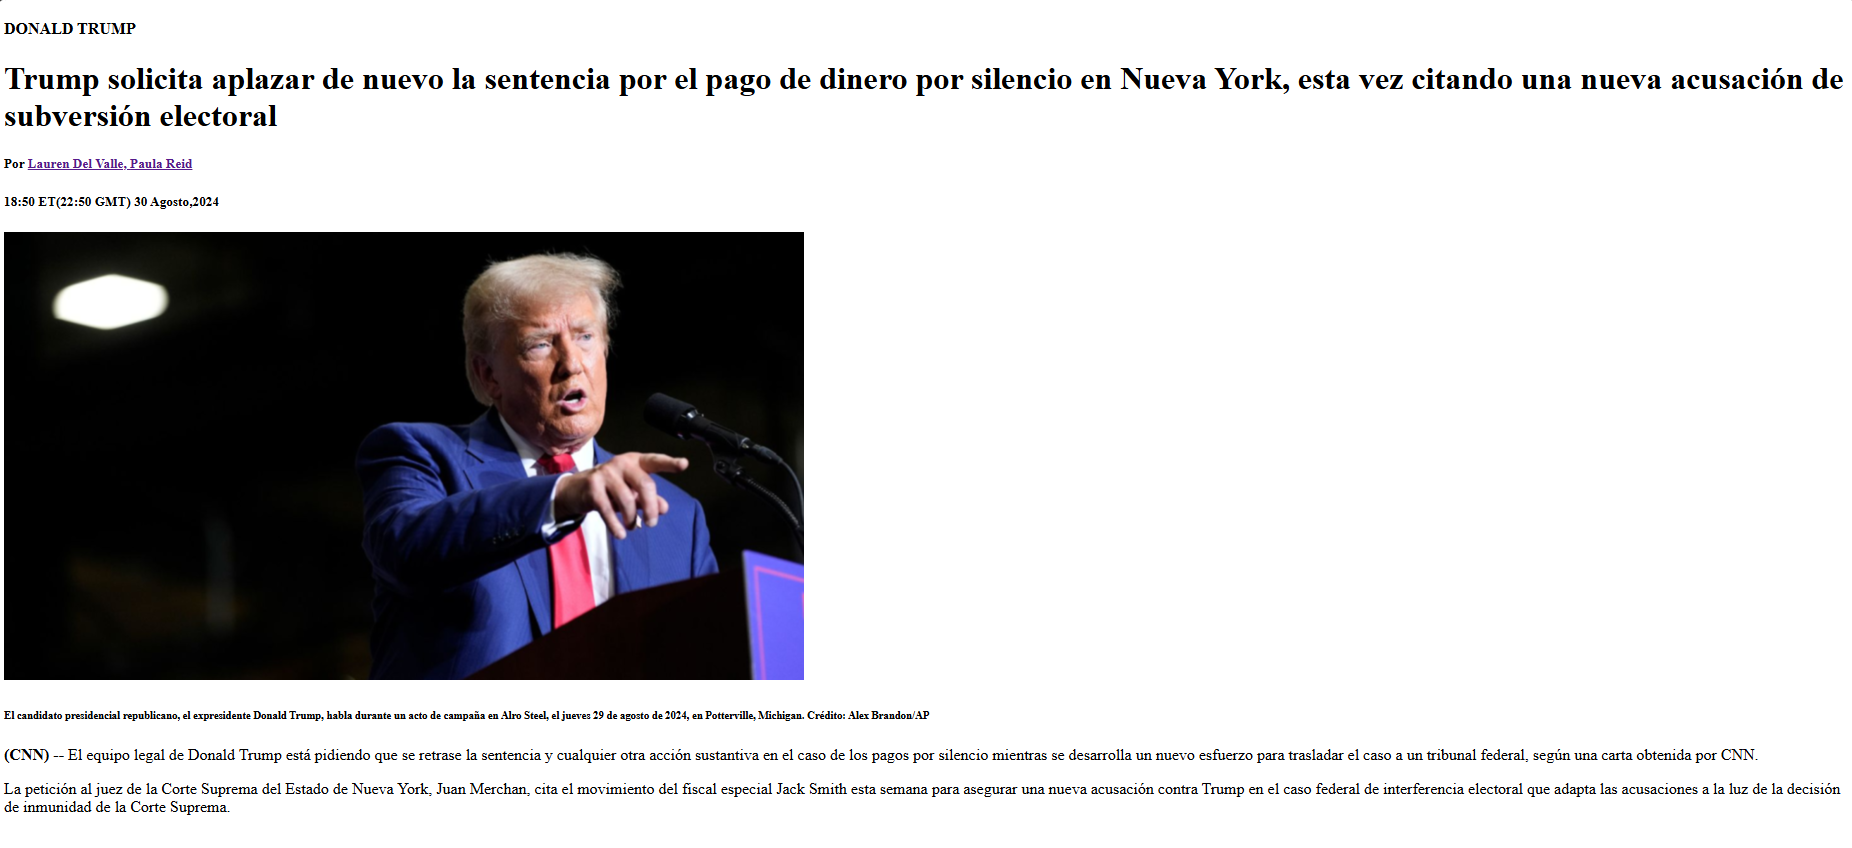 DONALD TRUMP
Trump solicita aplazar de nuevo la sentencia por el pago de dinero por silencio en Nueva York, esta vez citando una nueva acusación de
subversión electoral
Por Lauren Del Valle, Paula Reid
18:50 ET(22:50 GMT) 30 Agosto,2024
El candidato presidencial republicano, el expresidente Donald Trump, habla durante un acto de campaña en Alro Steel, el jueves 29 de agosto de 2024, en Potterville, Michigan. Crédito: Alex Brandon/AP
(CNN) -- El equipo legal de Donald Trump está pidiendo que se retrase la sentencia y cualquier otra acción sustantiva en el caso de los pagos por silencio mientras se desarrolla un nuevo esfuerzo para trasladar el caso a un tribunal federal, según una carta obtenida por CNN.
La petición al juez de la Corte Suprema del Estado de Nueva York, Juan Merchan, cita el movimiento del fiscal especial Jack Smith esta semana para asegurar una nueva acusación contra Trump en el caso federal de interferencia electoral que adapta las acusaciones a la luz de la decisión
de inmunidad de la Corte Suprema.